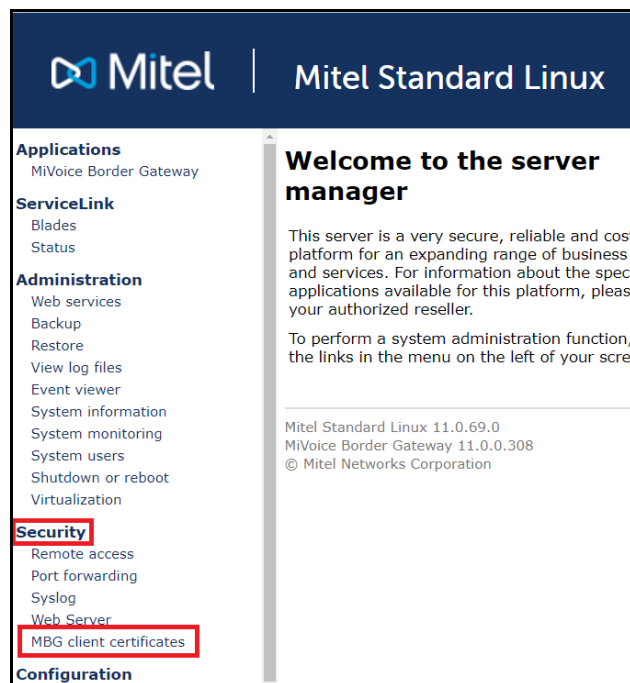 Mitel
Mitel Standard Linux
Applications
MiVoice Border Gateway
ServiceLink
Blades
Status
Administration
Web services
Backup
Restore
View log files
Event viewer
System information
System monitoring
System users
Shutdown or reboot
Virtualization
Security
Remote access
Port forwarding
Syslog
Web Server
MBG client certificates
Configuration
Welcome to the server
manager
This server is a very secure, reliable and cos
platform for an expanding range of business
and services. For information about the spec
applications available for this platform, pleas
your authorized reseller.
To perform a system administration function,
the links in the menu on the left of your scre
Mitel Standard Linux 11.0.69.0
MiVoice Border Gateway 11.0.0.308
© Mitel Networks Corporation